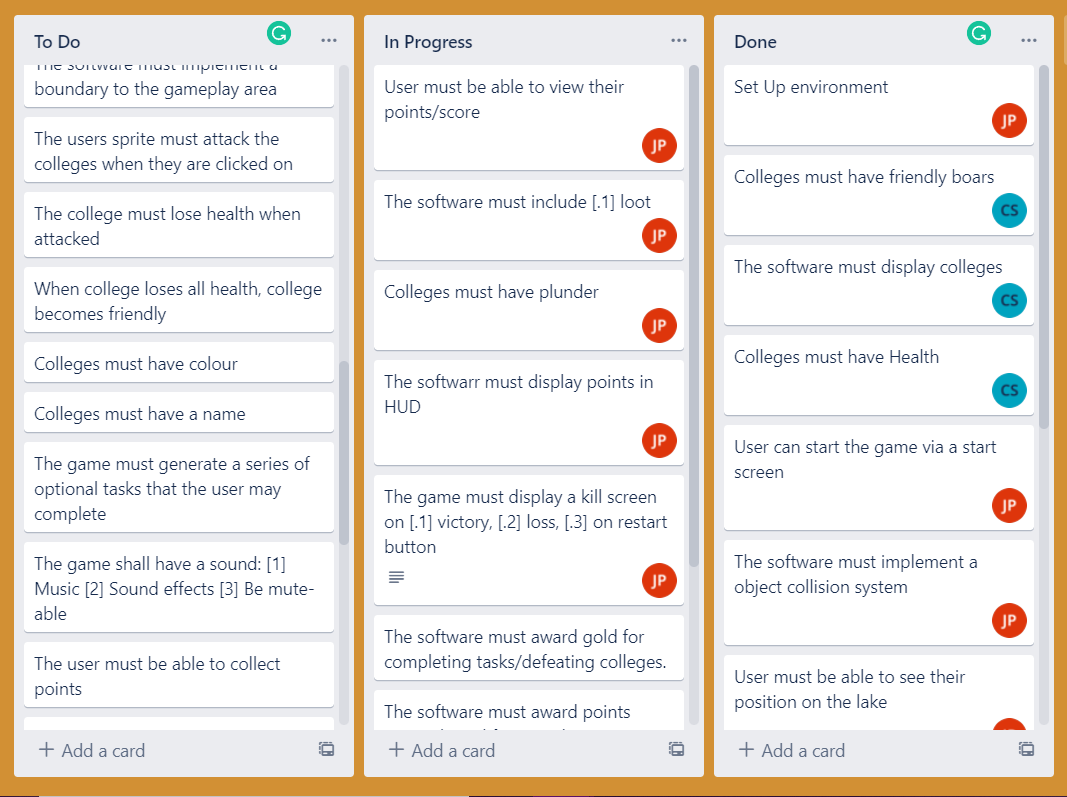 To Do
The software must implement a
boundary to the gameplay area
The users sprite must attack the
colleges when they are clicked on
The college must lose health when
attacked
When college loses all health, college
becomes friendly
Colleges must have colour
Colleges must have a name
The game must generate a series of
optional tasks that the user may
complete
The game shall have a sound: [1]
Music [2] Sound effects [3] Be mute-
able
The user must be able to collect
points
+ Add a card
In Progress
User must be able to view their
points/score
JP
The software must include [.1] loot
JP
Colleges must have plunder
JP
The softwarr must display points in
HUD
JP
The game must display a kill screen
on [.1] victory, [.2] loss, [.3] on restart
button
JP
The software must award gold for
completing tasks/defeating colleges.
The software must award points
+ Add a card
Done
Set Up environment
JP
Colleges must have friendly boars
CS
The software must display colleges
CS
Colleges must have Health
CS
User can start the game via a start
screen
JP
The software must implement a
object collision system
JP
User must be able to see their
position on the lake
+ Add a card